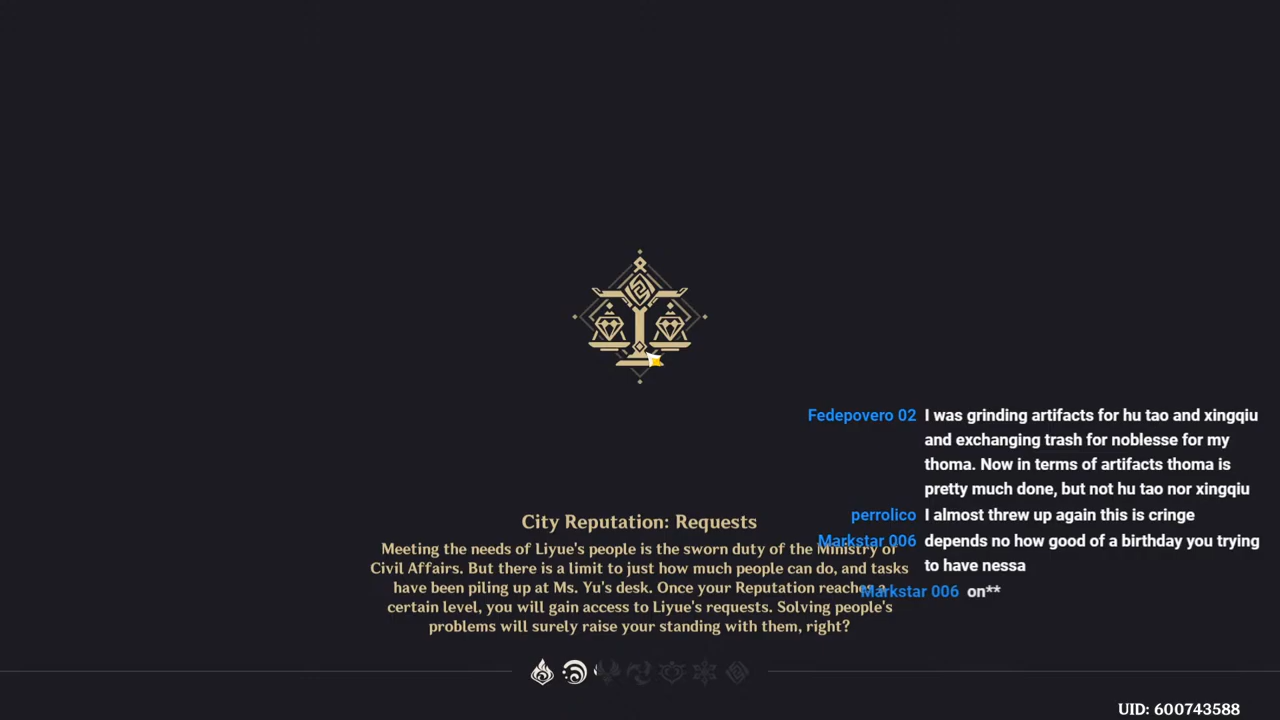 Fedepovero 02 I was grinding artifacts for hu tao and xingqiu
and exchanging trash for noblesse for my
thoma. Now in terms of artifacts thoma is
pretty much done, but not hu tao nor xingqiu
perrolico I almost threw up again this is cringe
Markstar 006 depends no how good of a birthday you trying
to have nessa
Markstar 006 on**
City Reputation: Requests
Meeting the needs of Liyue's people is the sworn duty of the Ministry of
Civil Affairs. But there is a limit to just how much people can do, and tasks
have been piling up at Ms. Yu's desk. Once your Reputation reaches a
certain level, you will gain access to Liyue's requests. Solving people's
problems will surely raise your standing with them, right?
UID: 600743588